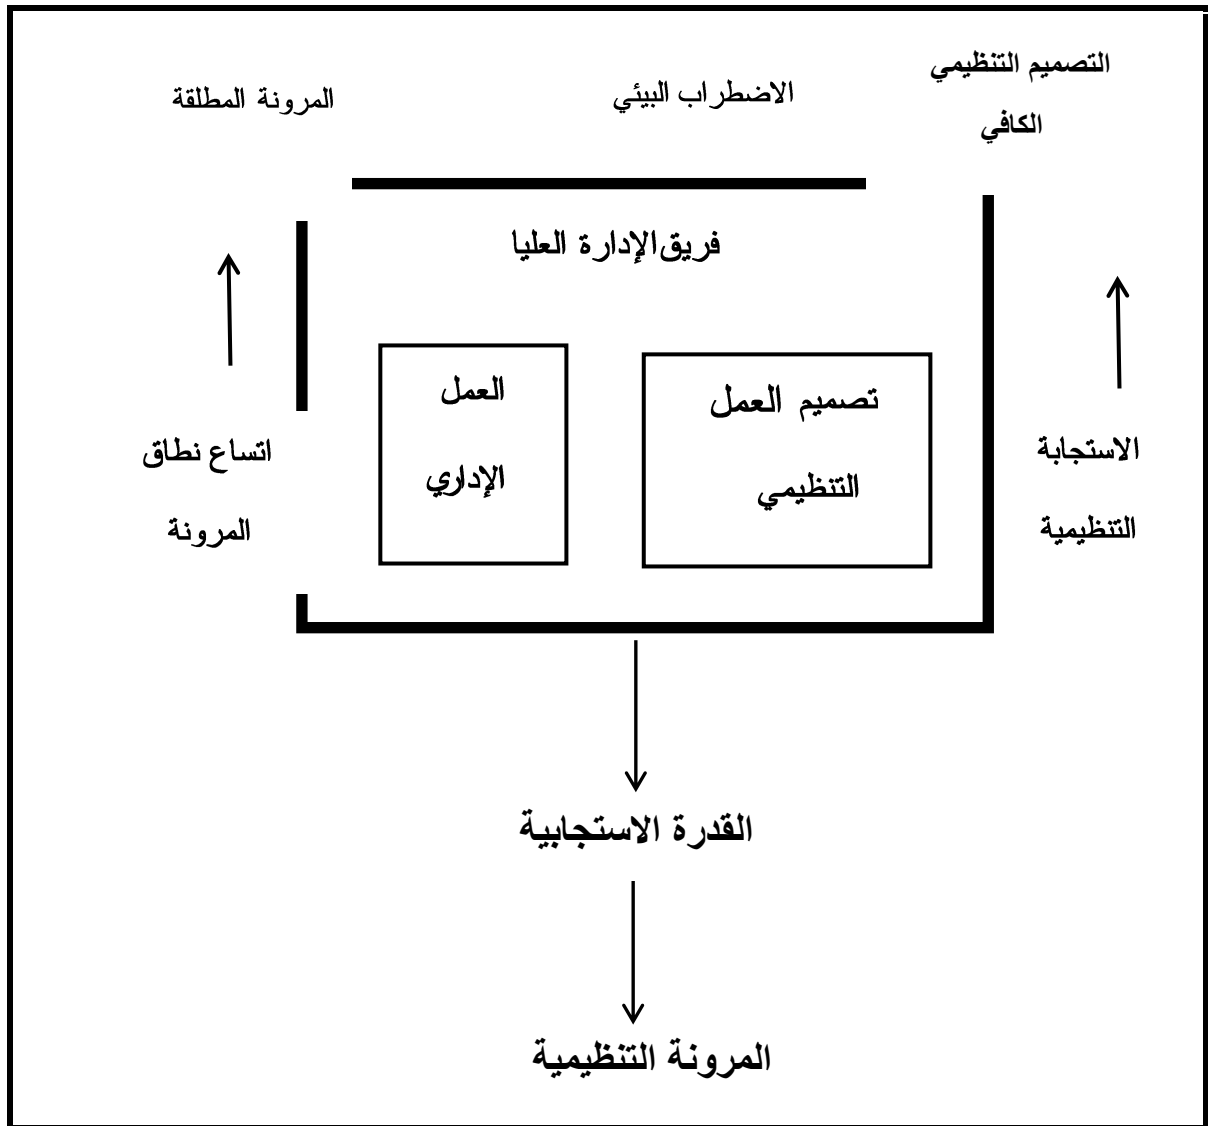 التصميم التنظيمي
الكافي
الاضطراب البيئي
المرونة المطلقة
فريق الإدارة العليا
تصميم العمل
التنظيمي
العمل
الإداري
الاستجابة
التنظيمية
اتساع نطاق
المرونة
القدرة الاستجابية
المرونة التنظيمية